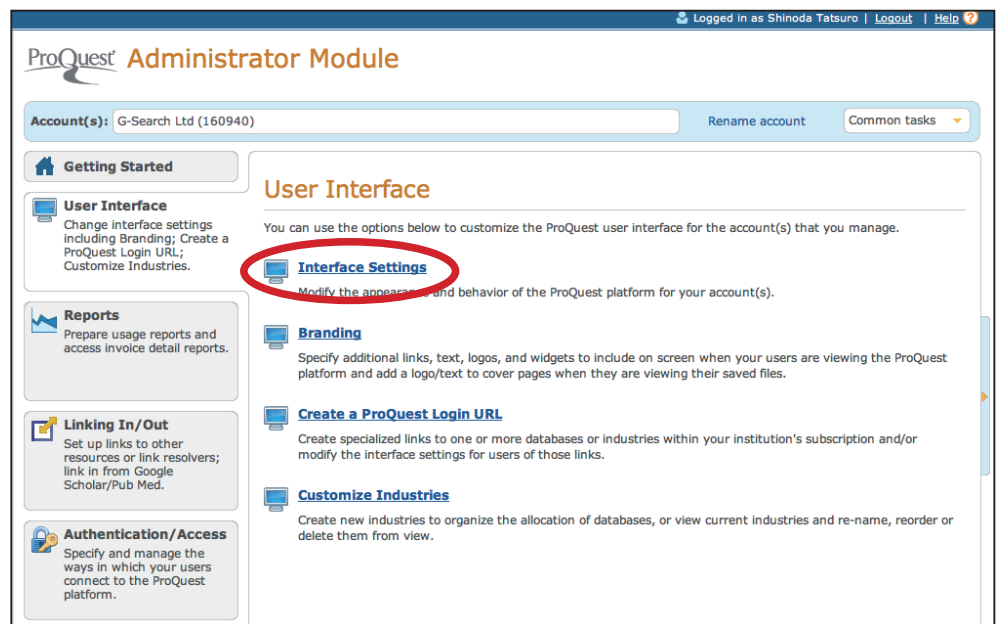 Logged in as Shinoda Tatsuro | Logout | Help ?
ProQuest Administrator Module
Account(s): G-Search Ltd (160940) Rename account Common tasks
Getting Started
User Interface
Change interface settings
including Branding; Create a
ProQuest Login URL;
Customize Industries.
Reports
Prepare usage reports and
access invoice detail reports.
Linking In/Out
Set up links to other
resources or link resolvers;
link in from Google
Scholar/Pub Med.
Authentication/Access
Specify and manage the
ways in which your users
connect to the ProQuest
platform.
User Interface
You can use the options below to customize the ProQuest user interface for the account(s) that you manage.
Interface Settings
Modify the appearance and behavior of the ProQuest platform for your account(s).
Branding
Specify additional links, text, logos, and widgets to include on screen when your users are viewing the ProQuest
platform and add a logo/text to cover pages when they are viewing their saved files.
Create a ProQuest Login URL
Create specialized links to one or more databases or industries within your institution's subscription and/or
modify the interface settings for users of those links.
Customize Industries
Create new industries to organize the allocation of databases, or view current industries and re-name, reorder or
delete them from view.